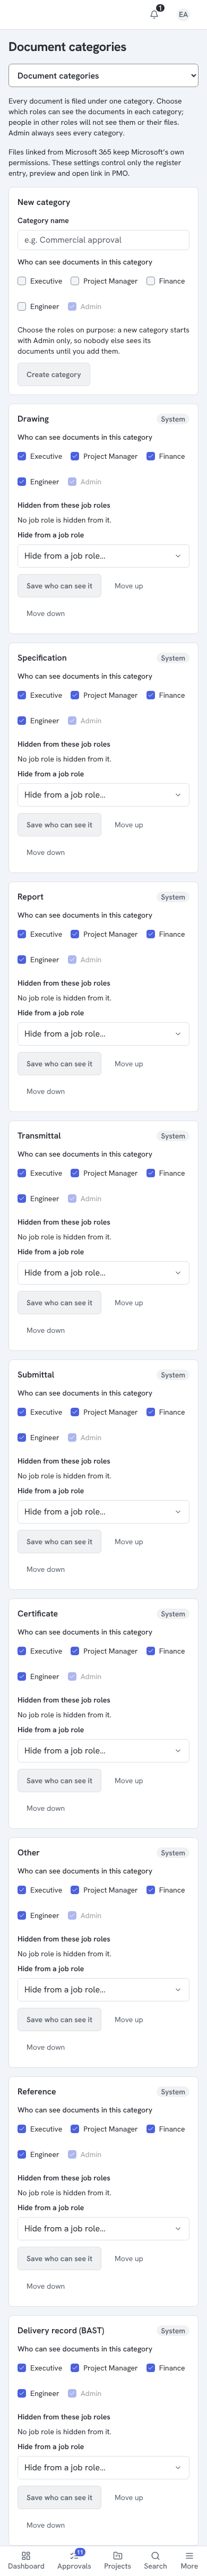 1
EA
Document categories
Document categories
Every document is filed under one category. Choose
which roles can see the documents in each category;
people in other roles will not see them or their files.
Admin always sees every category.
Files linked from Microsoft 365 keep Microsoft's own
permissions. These settings control only the register
entry, preview and open link in PMO.
New category
Category name
e.g. Commercial approval
Who can see documents in this category
Executive Project Manager Finance
Engineer Admin
Choose the roles on purpose: a new category starts
with Admin only, so nobody else sees its
documents until you add them.
Create category
Drawing System
Who can see documents in this category
Executive Project Manager Finance
Engineer Admin
Hidden from these job roles
No job role is hidden from it.
Hide from a job role
Hide from a job role...
Save who can see it Move up
Move down
Specification System
Who can see documents in this category
Executive Project Manager Finance
Engineer Admin
Hidden from these job roles
No job role is hidden from it.
Hide from a job role
Hide from a job role...
Save who can see it Move up
Move down
Report System
Who can see documents in this category
Executive Project Manager Finance
Engineer Admin
Hidden from these job roles
No job role is hidden from it.
Hide from a job role
Hide from a job role...
Save who can see it Move up
Move down
Transmittal System
Who can see documents in this category
Executive Project Manager Finance
Engineer Admin
Hidden from these job roles
No job role is hidden from it.
Hide from a job role
Hide from a job role...
Save who can see it Move up
Move down
Submittal System
Who can see documents in this category
Executive Project Manager Finance
Engineer Admin
Hidden from these job roles
No job role is hidden from it.
Hide from a job role
Hide from a job role...
Save who can see it Move up
Move down
Certificate System
Who can see documents in this category
Executive Project Manager Finance
Engineer Admin
Hidden from these job roles
No job role is hidden from it.
Hide from a job role
Hide from a job role...
Save who can see it Move up
Move down
Other System
Who can see documents in this category
Executive Project Manager Finance
Engineer Admin
Hidden from these job roles
No job role is hidden from it.
Hide from a job role
Hide from a job role...
Save who can see it Move up
Move down
Reference System
Who can see documents in this category
Executive Project Manager Finance
Engineer Admin
Hidden from these job roles
No job role is hidden from it.
Hide from a job role
Hide from a job role...
Save who can see it Move up
Move down
Delivery record (BAST) System
Who can see documents in this category
Executive Project Manager Finance
Engineer Admin
Hidden from these job roles
No job role is hidden from it.
Hide from a job role
Hide from a job role...
Save who can see it Move up
Move down
11
Dashboard Approvals Projects Search More